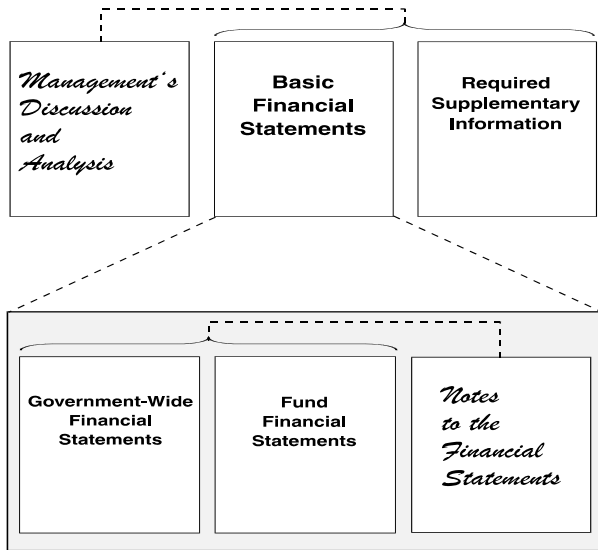 Management's
Discussion
and
Analysis
Basic
Financial
Statements
Required
Supplementary
Information
Government-Wide
Financial
Statements
Fund
Financial
Statements
Notes
to the
Financial
Statements